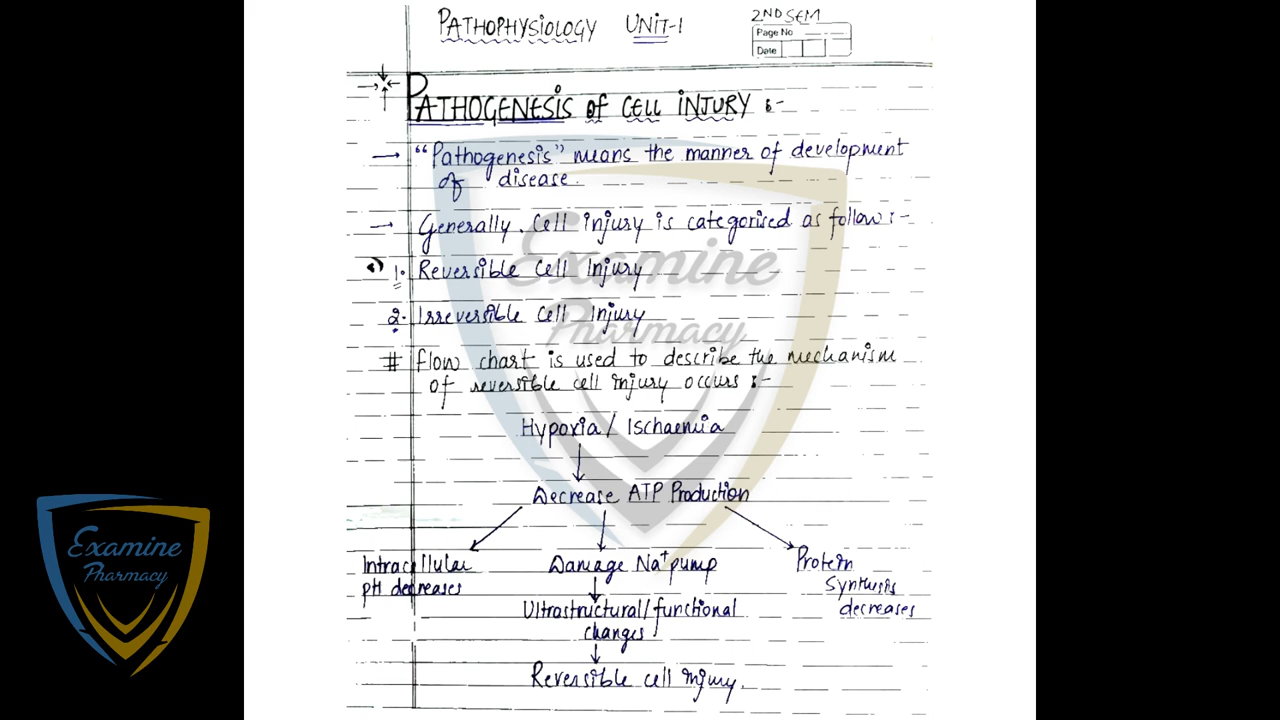 PATHOPHYSIOLOGY UNIT-1
2ND SEM
Page No
Date
PATHOGENESIS of CELL INJURY :-
→ "Pathogenesis" means the manner of development
of disease.
→ Generally. Cell injury is categorised as follow :-
1. Reversible Cell Injury
2. Irreversible Cell Injury
# flow chart is used to describe the mechanism
of reversible cell injury occurs :-
Hypoxia / Ischaemia
Decrease ATP Production
Intracellular
pH decreases
Damage Na+ pump
Protein
Synthesis
decreases
Ultrastructural/functional
changes
Reversible cell injury.
Examine
Pharmacy
Examine
Pharmacy